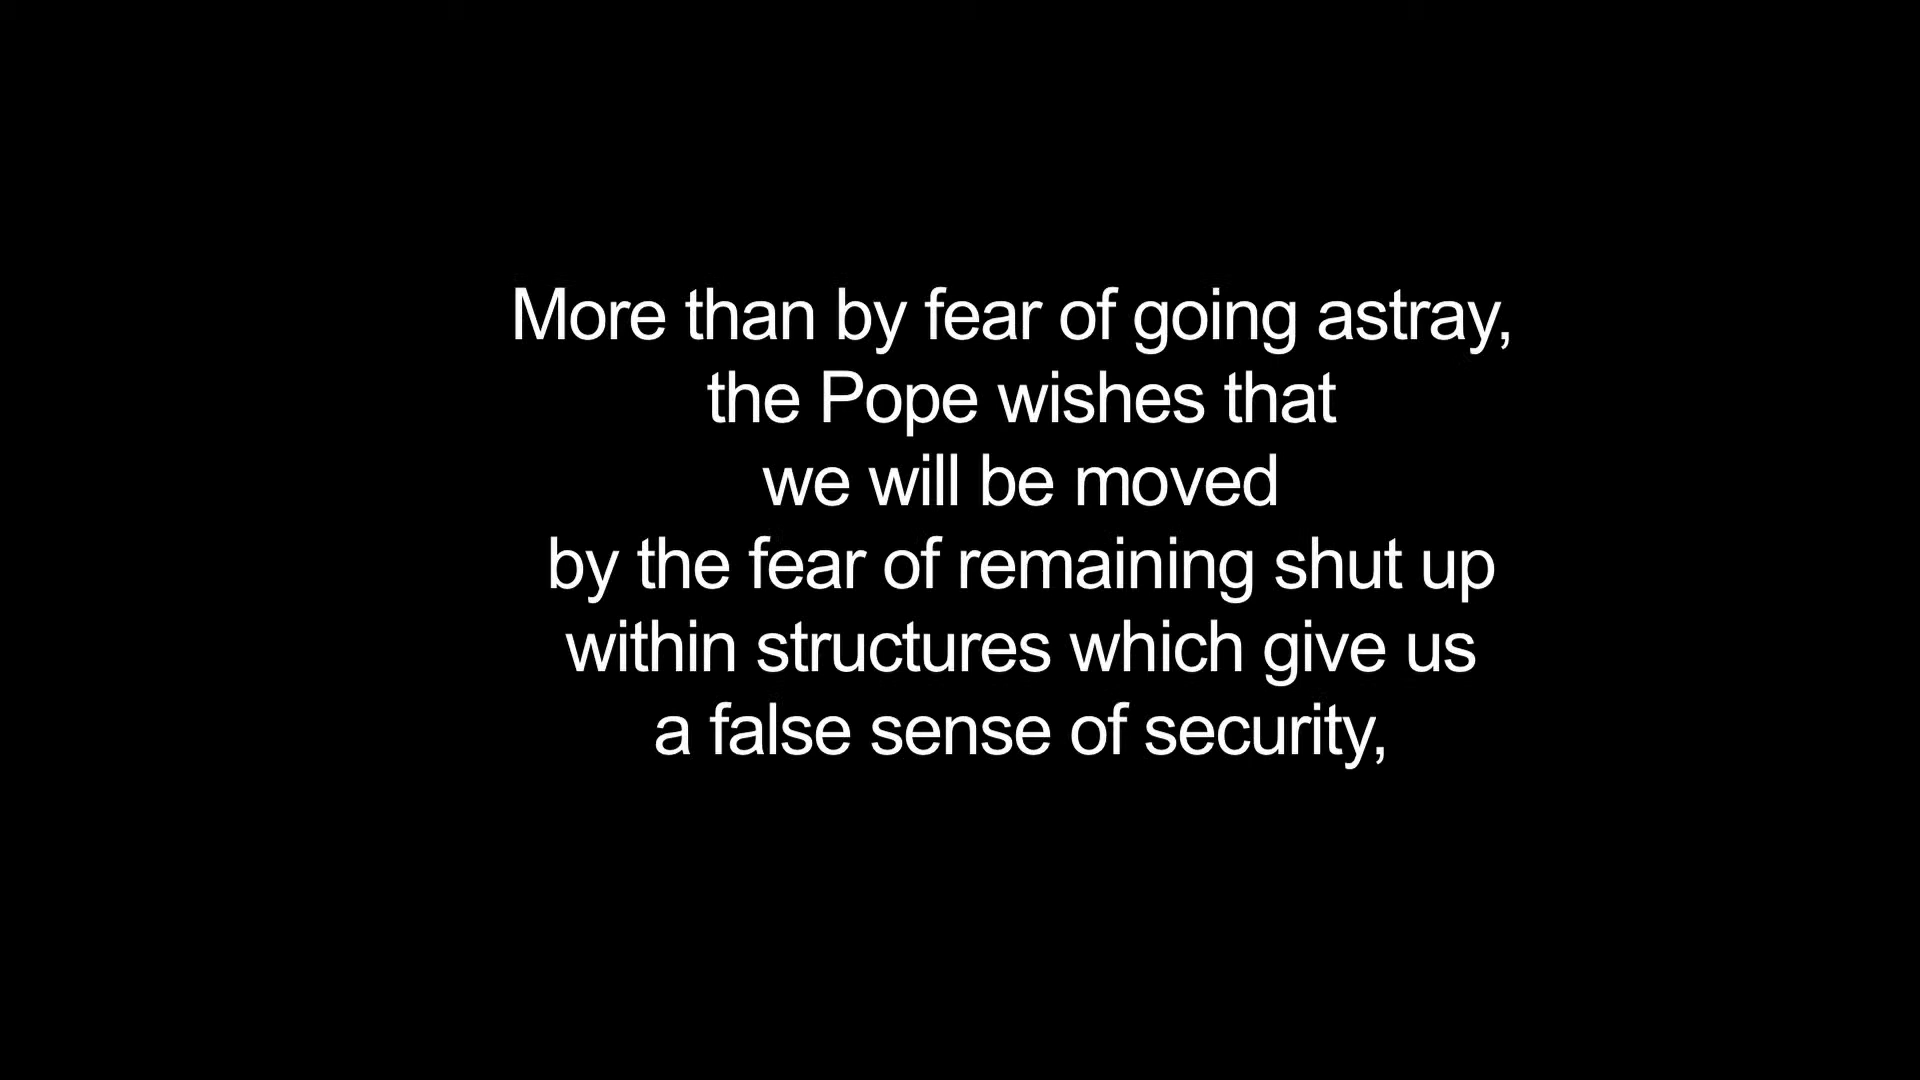 More than by fear of going astray,
the Pope wishes that
we will be moved
by the fear of remaining shut up
within structures which give us
a false sense of security,